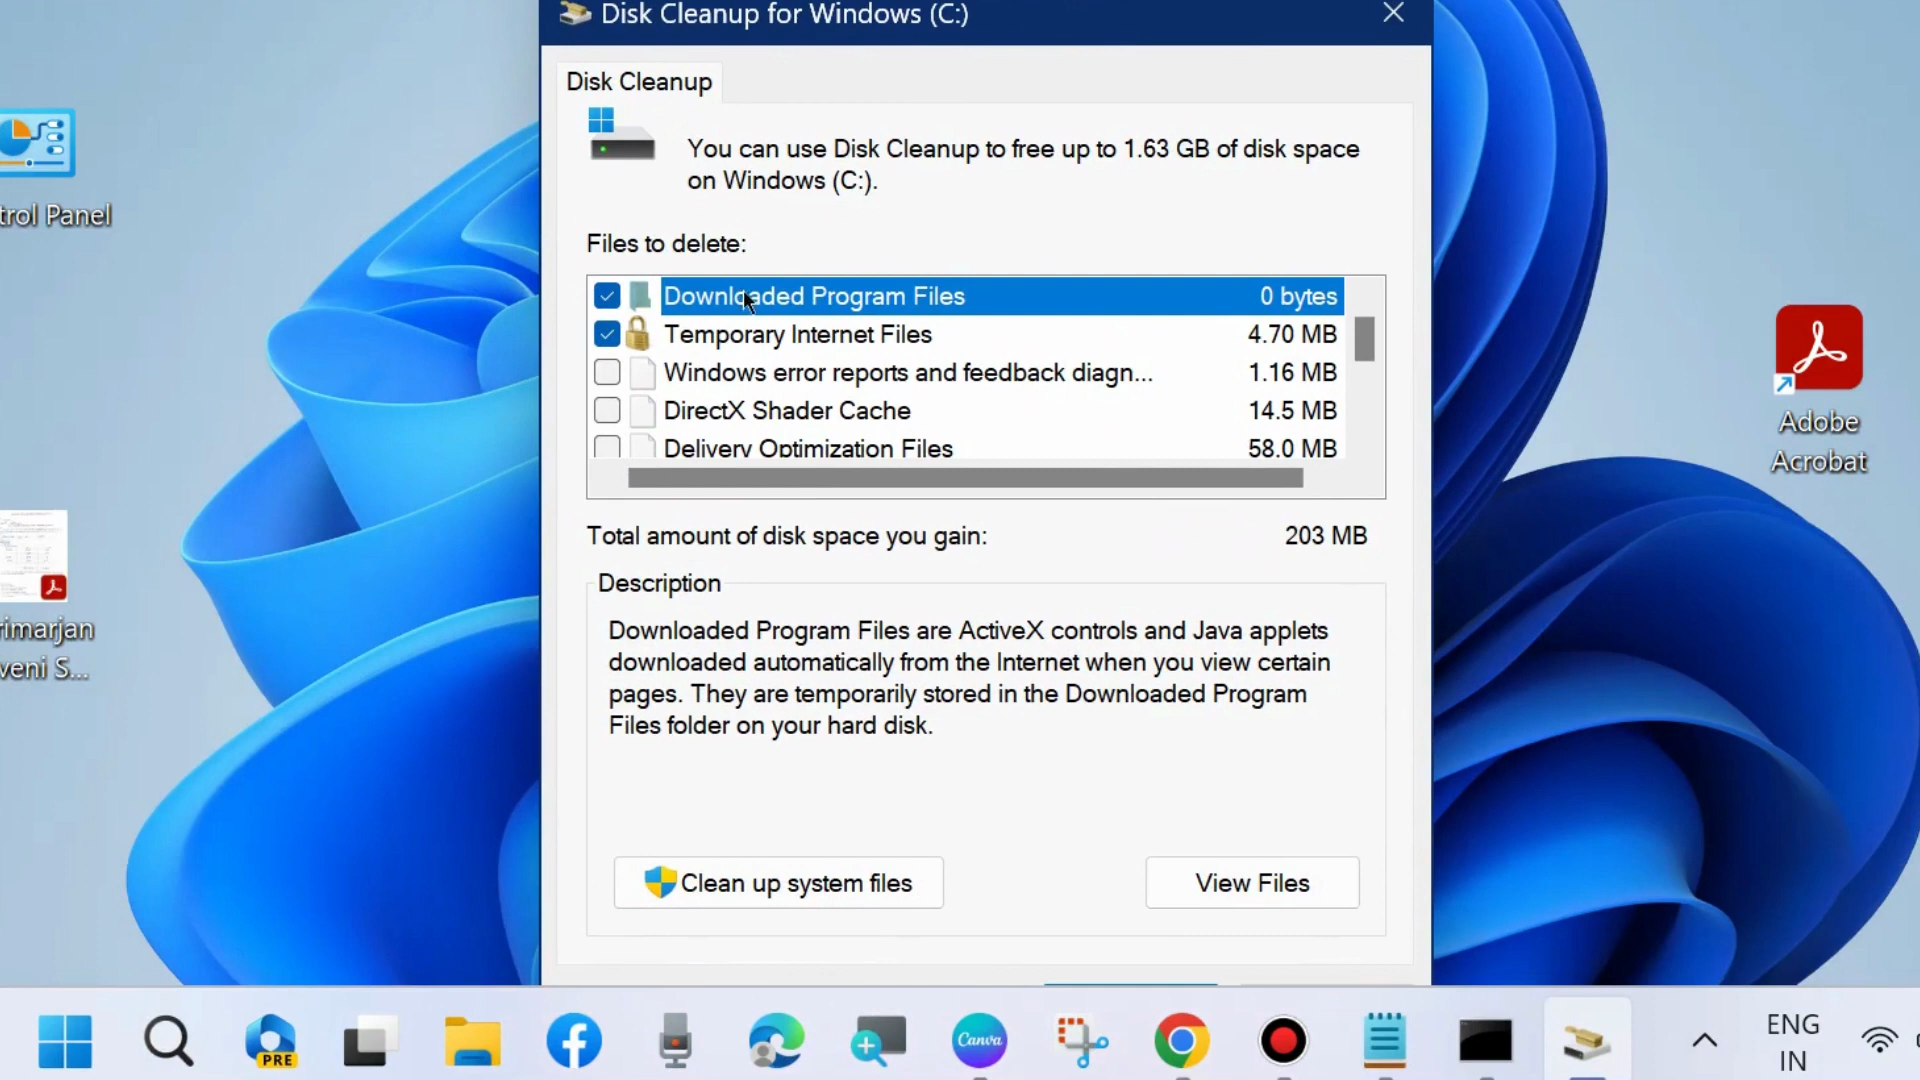 Disk Cleanup for Windows (C:)
Disk Cleanup
You can use Disk Cleanup to free up to 1.63 GB of disk space
on Windows (C:).
Files to delete:
Downloaded Program Files 0 bytes
Temporary Internet Files 4.70 MB
Windows error reports and feedback diagn... 1.16 MB
DirectX Shader Cache 14.5 MB
Delivery Optimization Files 58.0 MB
Total amount of disk space you gain: 203 MB
Description
Downloaded Program Files are ActiveX controls and Java applets
downloaded automatically from the Internet when you view certain
pages. They are temporarily stored in the Downloaded Program
Files folder on your hard disk.
Clean up system files
View Files
trol Panel
rimarjan
veni S...
Adobe
Acrobat
PRE
Canva
ENG
IN